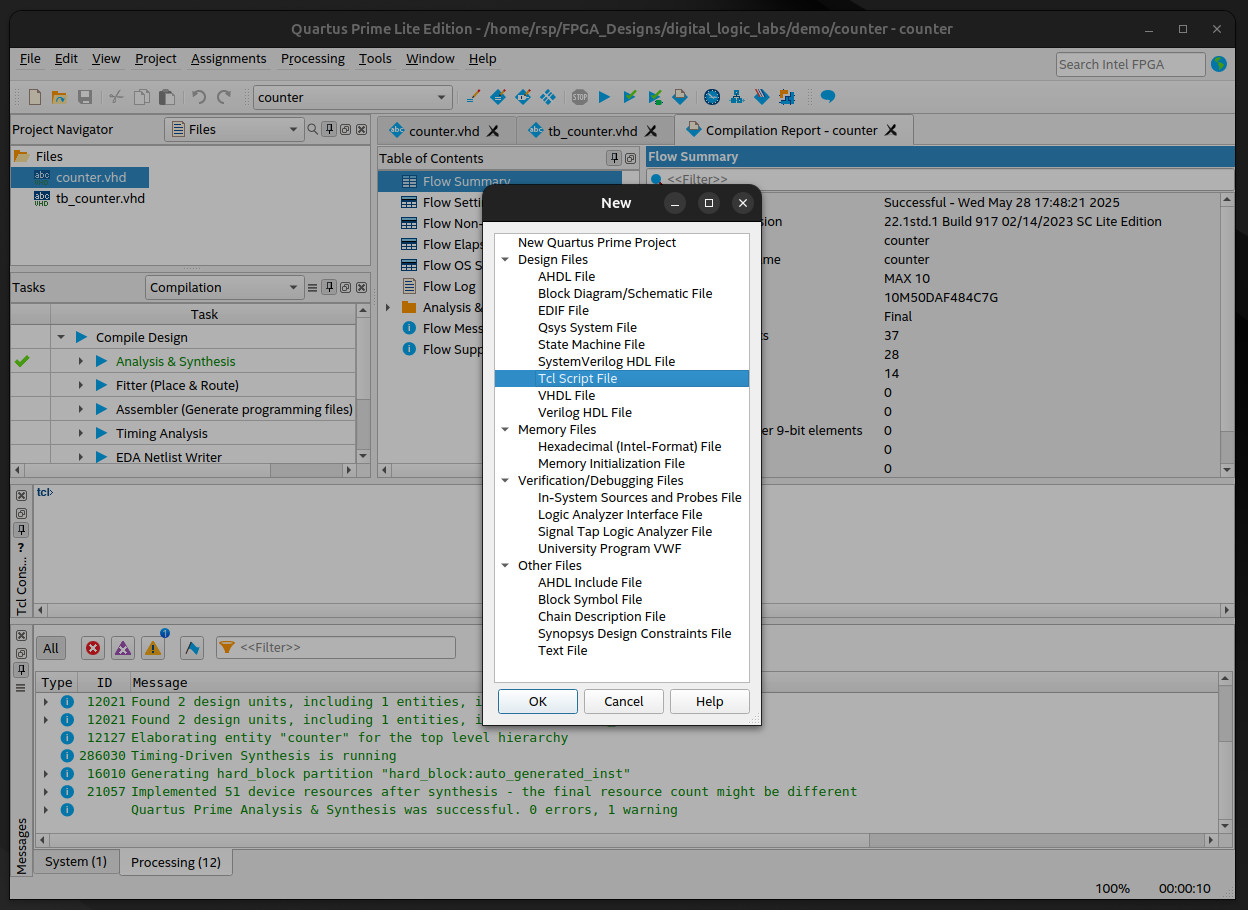 Quartus Prime Lite Edition - /home/rsp/FPGA_Designs/digital_logic_labs/demo/counter - counter
File Edit View Project Assignments Processing Tools Window Help
Search Intel FPGA
counter
STOP
Project Navigator
Files
Files
abc
VHD
counter.vhd
abc
VHD
tb_counter.vhd
Tasks
Compilation
Task
Compile Design
Analysis & Synthesis
Fitter (Place & Route)
Assembler (Generate programming files)
Timing Analysis
EDA Netlist Writer
abc counter.vhd
abc tb_counter.vhd
Compilation Report - counter
Table of Contents
Flow Summary
Flow Setti
Flow Non-
Flow Elaps
Flow OS S
Flow Log
Analysis &
Flow Mess
Flow Supp
Flow Summary
<<Filter>>
Successful - Wed May 28 17:48:21 2025
sion 22.1std.1 Build 917 02/14/2023 SC Lite Edition
counter
me counter
MAX 10
10M50DAF484C7G
Final
ts 37
28
14
0
0
er 9-bit elements 0
0
0
New
New Quartus Prime Project
Design Files
AHDL File
Block Diagram/Schematic File
EDIF File
Qsys System File
State Machine File
SystemVerilog HDL File
Tcl Script File
VHDL File
Verilog HDL File
Memory Files
Hexadecimal (Intel-Format) File
Memory Initialization File
Verification/Debugging Files
In-System Sources and Probes File
Logic Analyzer Interface File
Signal Tap Logic Analyzer File
University Program VWF
Other Files
AHDL Include File
Block Symbol File
Chain Description File
Synopsys Design Constraints File
Text File
OK Cancel Help
tcl>
?
Tcl Cons...
All
1
<<Filter>>
Type ID Message
12021 Found 2 design units, including 1 entities, i
12021 Found 2 design units, including 1 entities, i
12127 Elaborating entity "counter" for the top level hierarchy
286030 Timing-Driven Synthesis is running
16010 Generating hard_block partition "hard_block:auto_generated_inst"
21057 Implemented 51 device resources after synthesis - the final resource count might be different
Quartus Prime Analysis & Synthesis was successful. 0 errors, 1 warning
Messages
System (1) Processing (12)
100% 00:00:10